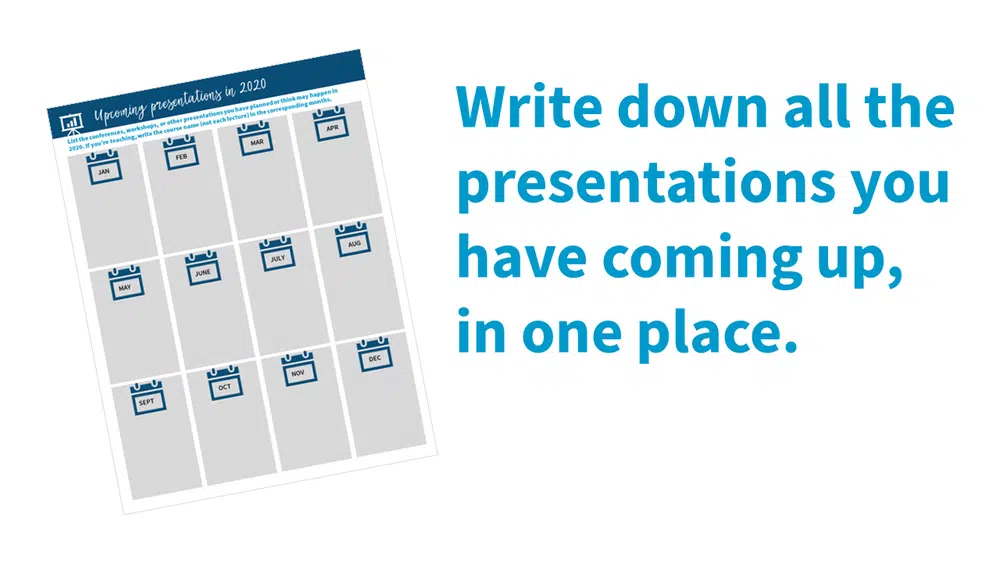 Upcoming presentations in 2020
List the conferences, workshops, or other presentations you have planned or think may happen in
2020. If you're teaching, write the course name (not each lecture) in the corresponding months.
JAN
FEB
MAR
APR
MAY
JUNE
JULY
AUG
SEPT
OCT
NOV
DEC
Write down all the
presentations you
have coming up,
in one place.